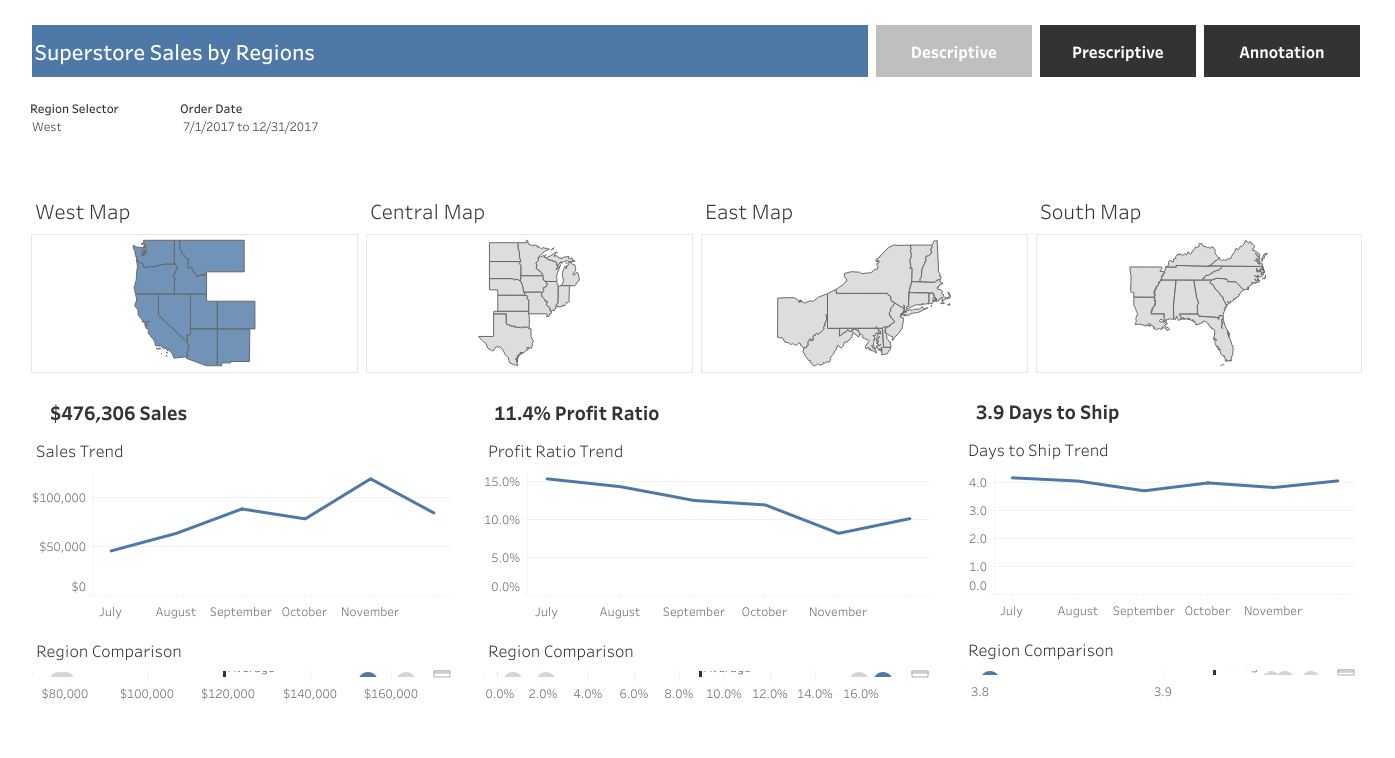 Superstore Sales by Regions
Descriptive
Prescriptive
Annotation
Region Selector
Order Date
West
7/1/2017 to 12/31/2017
West Map
Central Map
East Map
South Map
$476,306 Sales
11.4% Profit Ratio
3.9 Days to Ship
Sales Trend
$100,000
$50,000
$0
July August September October November
Profit Ratio Trend
15.0%
10.0%
5.0%
0.0%
July August September October November
Days to Ship Trend
4.0
3.0
2.0
1.0
0.0
July August September October November
Region Comparison
$80,000 $100,000 $120,000 $140,000 $160,000
Region Comparison
0.0% 2.0% 4.0% 6.0% 8.0% 10.0% 12.0% 14.0% 16.0%
Region Comparison
3.8 3.9